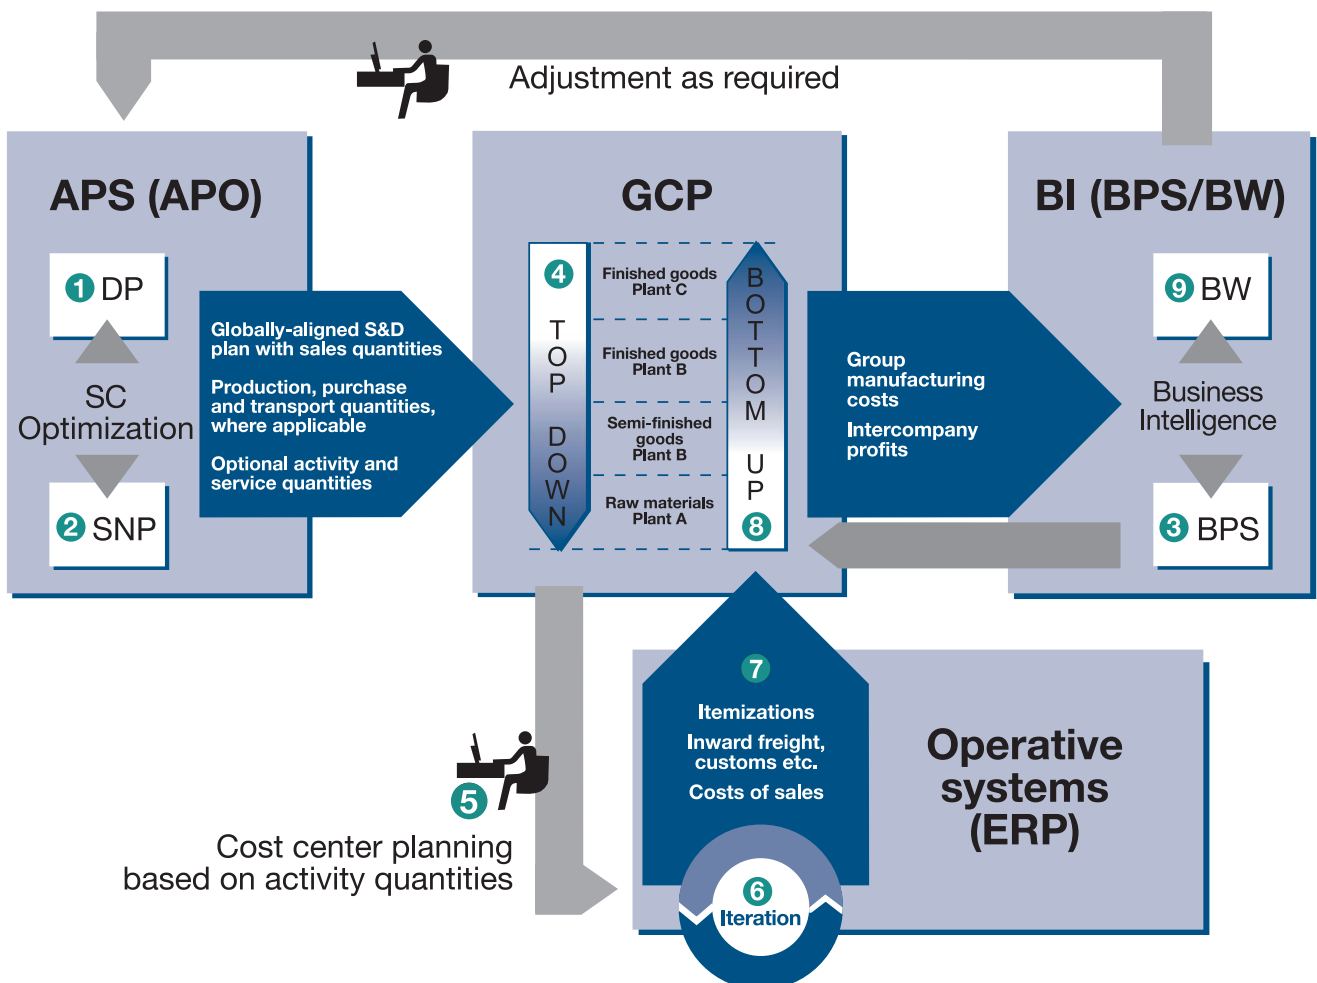 Adjustment as required
APS (APO)
1 DP
SC
Optimization
2 SNP
Globally-aligned S&D
plan with sales quantities
Production, purchase
and transport quantities,
where applicable
Optional activity and
service quantities
GCP
4
TOP DOWN
Finished goods
Plant C
Finished goods
Plant B
Semi-finished
goods
Plant B
Raw materials
Plant A
BOTTOM UP
8
Group
manufacturing
costs
Intercompany
profits
BI (BPS/BW)
9 BW
Business
Intelligence
3 BPS
5
Cost center planning
based on activity quantities
7
Itemizations
Inward freight,
customs etc.
Costs of sales
6
Iteration
Operative
systems
(ERP)